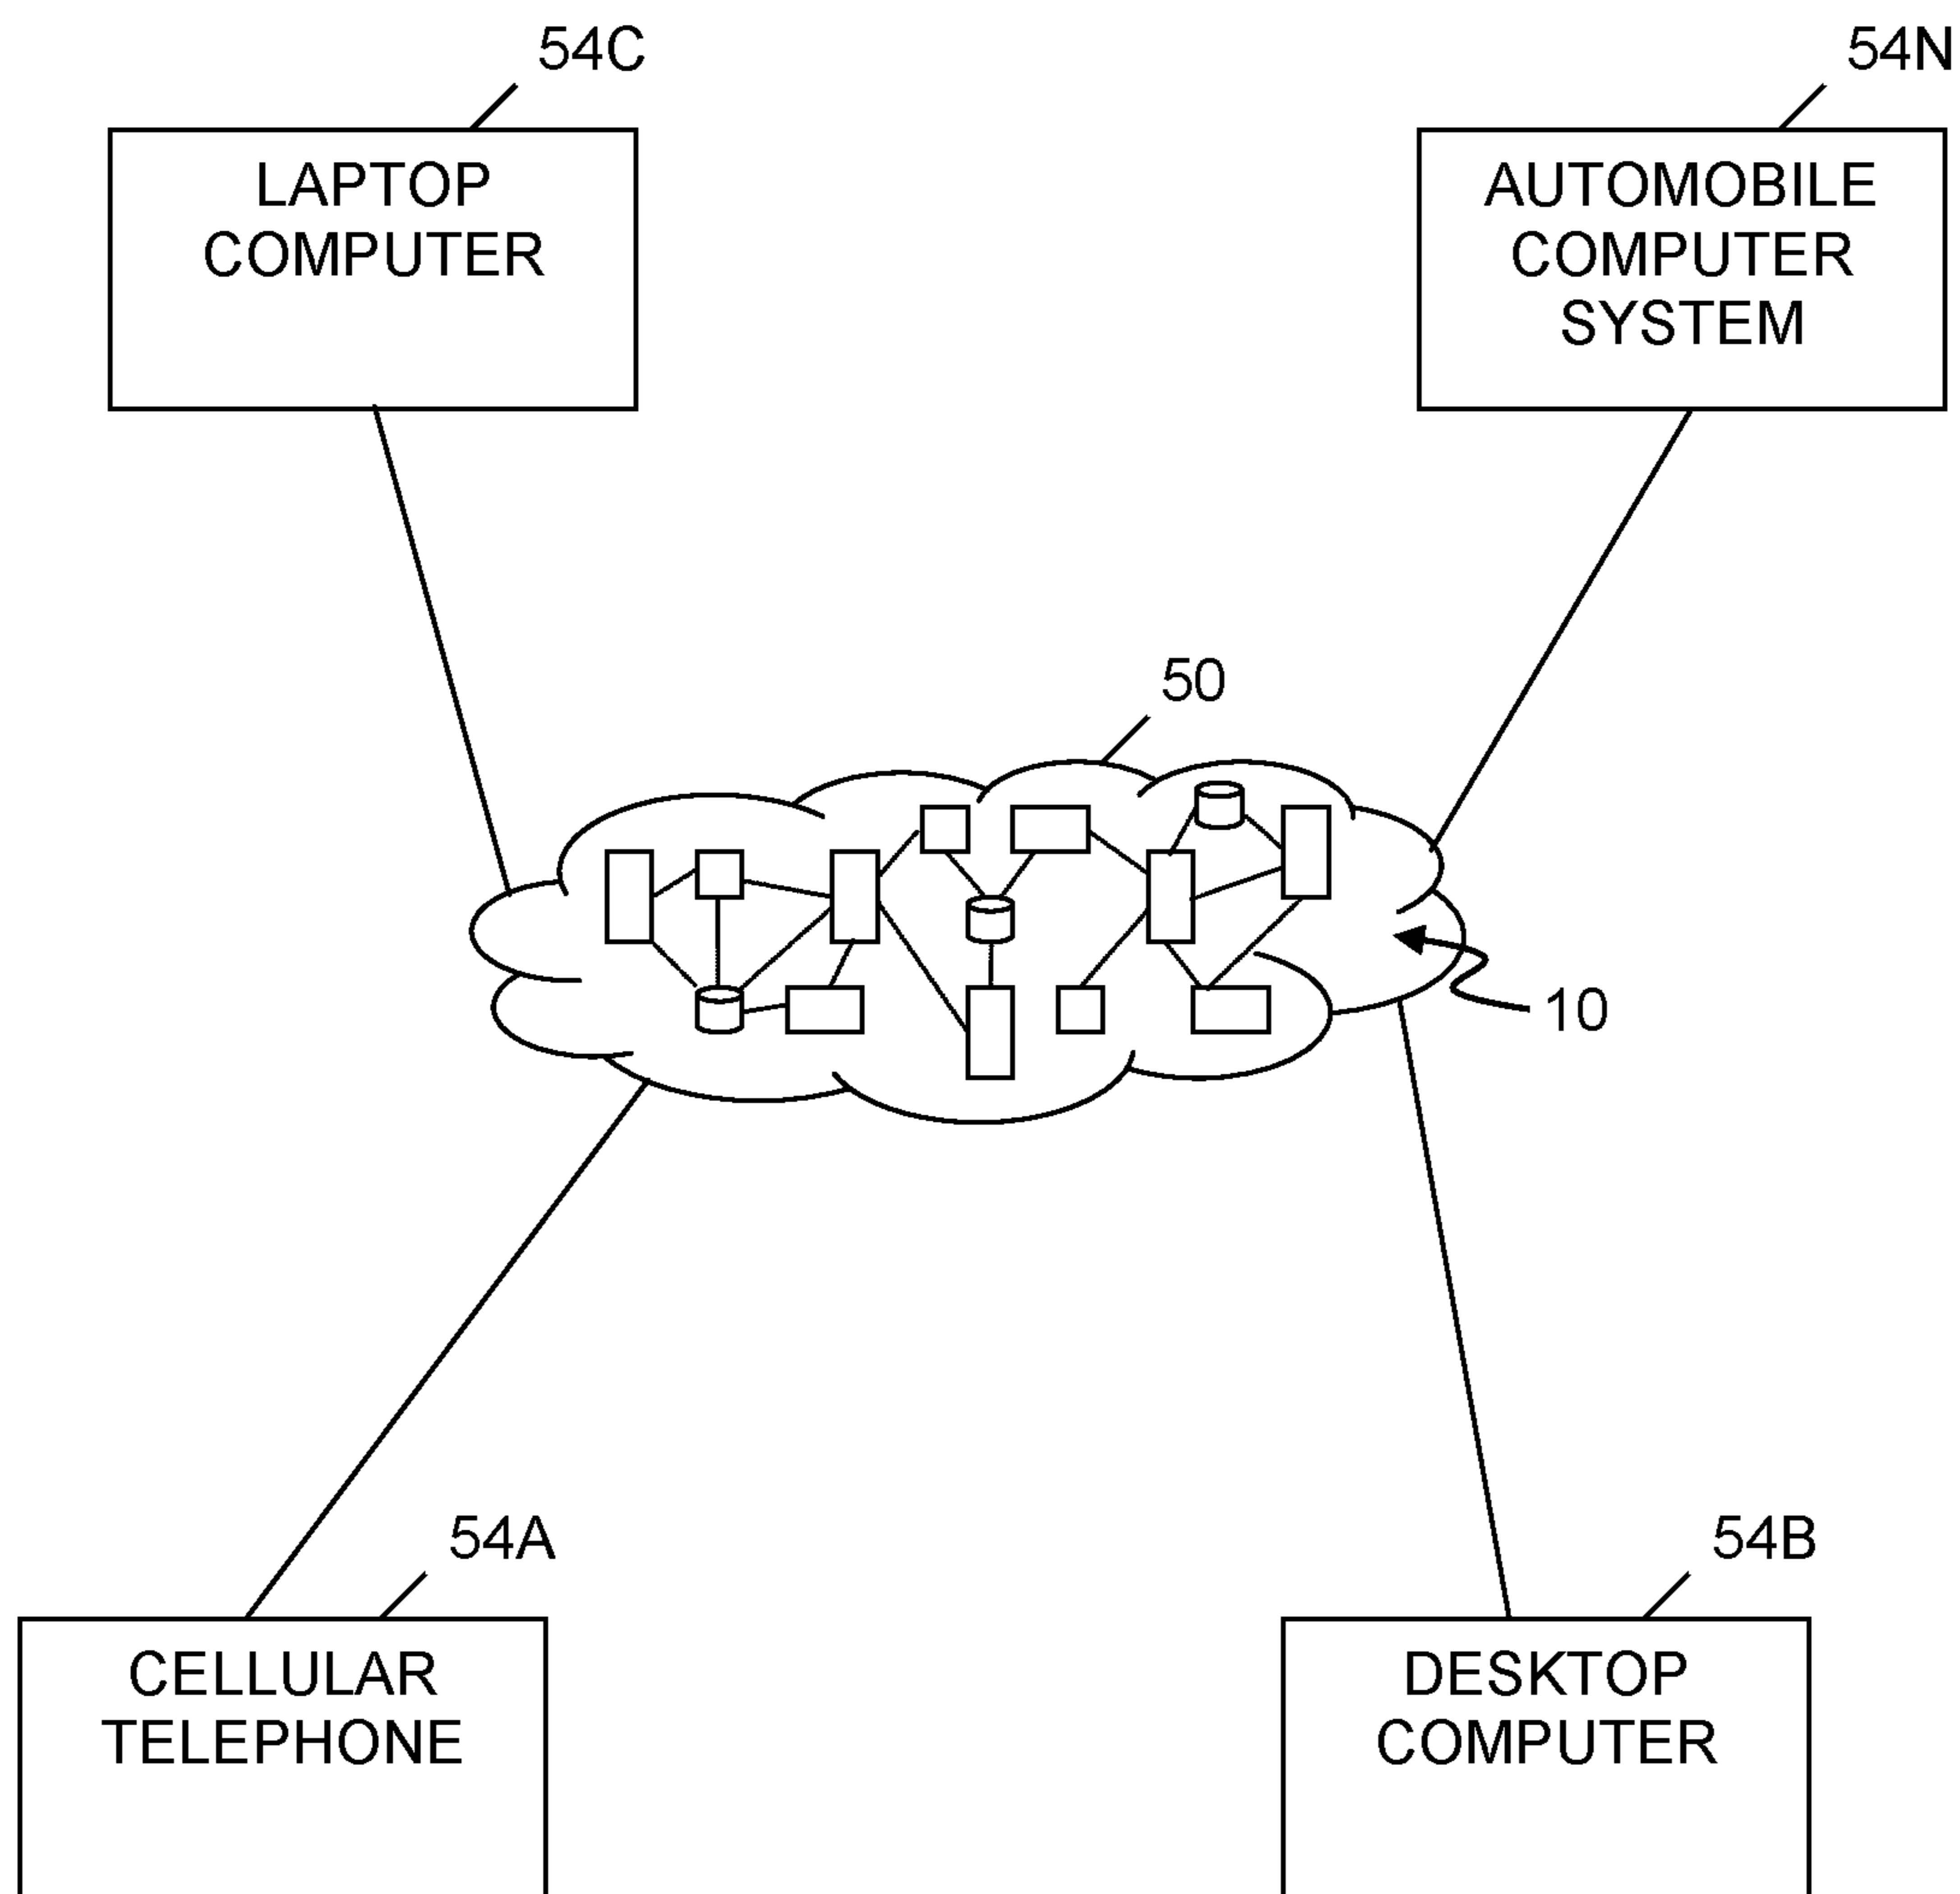 54C
54N
LAPTOP
COMPUTER
AUTOMOBILE
COMPUTER
SYSTEM
50
10
54A
54B
CELLULAR
TELEPHONE
DESKTOP
COMPUTER